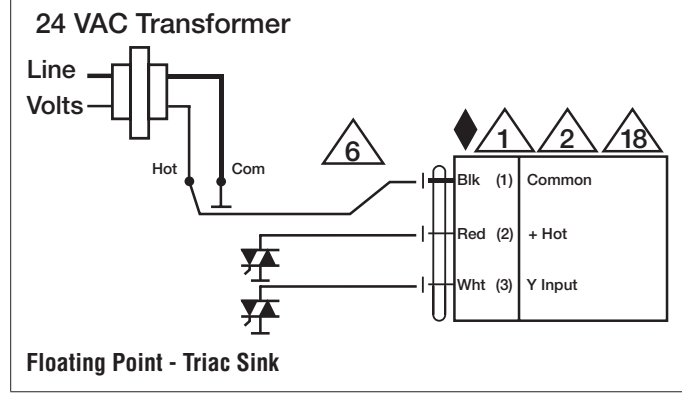 24 VAC Transformer
Line
Volts
Hot
Com
6
1
2
18
Blk (1) Common
Red (2) + Hot
Wht (3) Y Input
Floating Point - Triac Sink